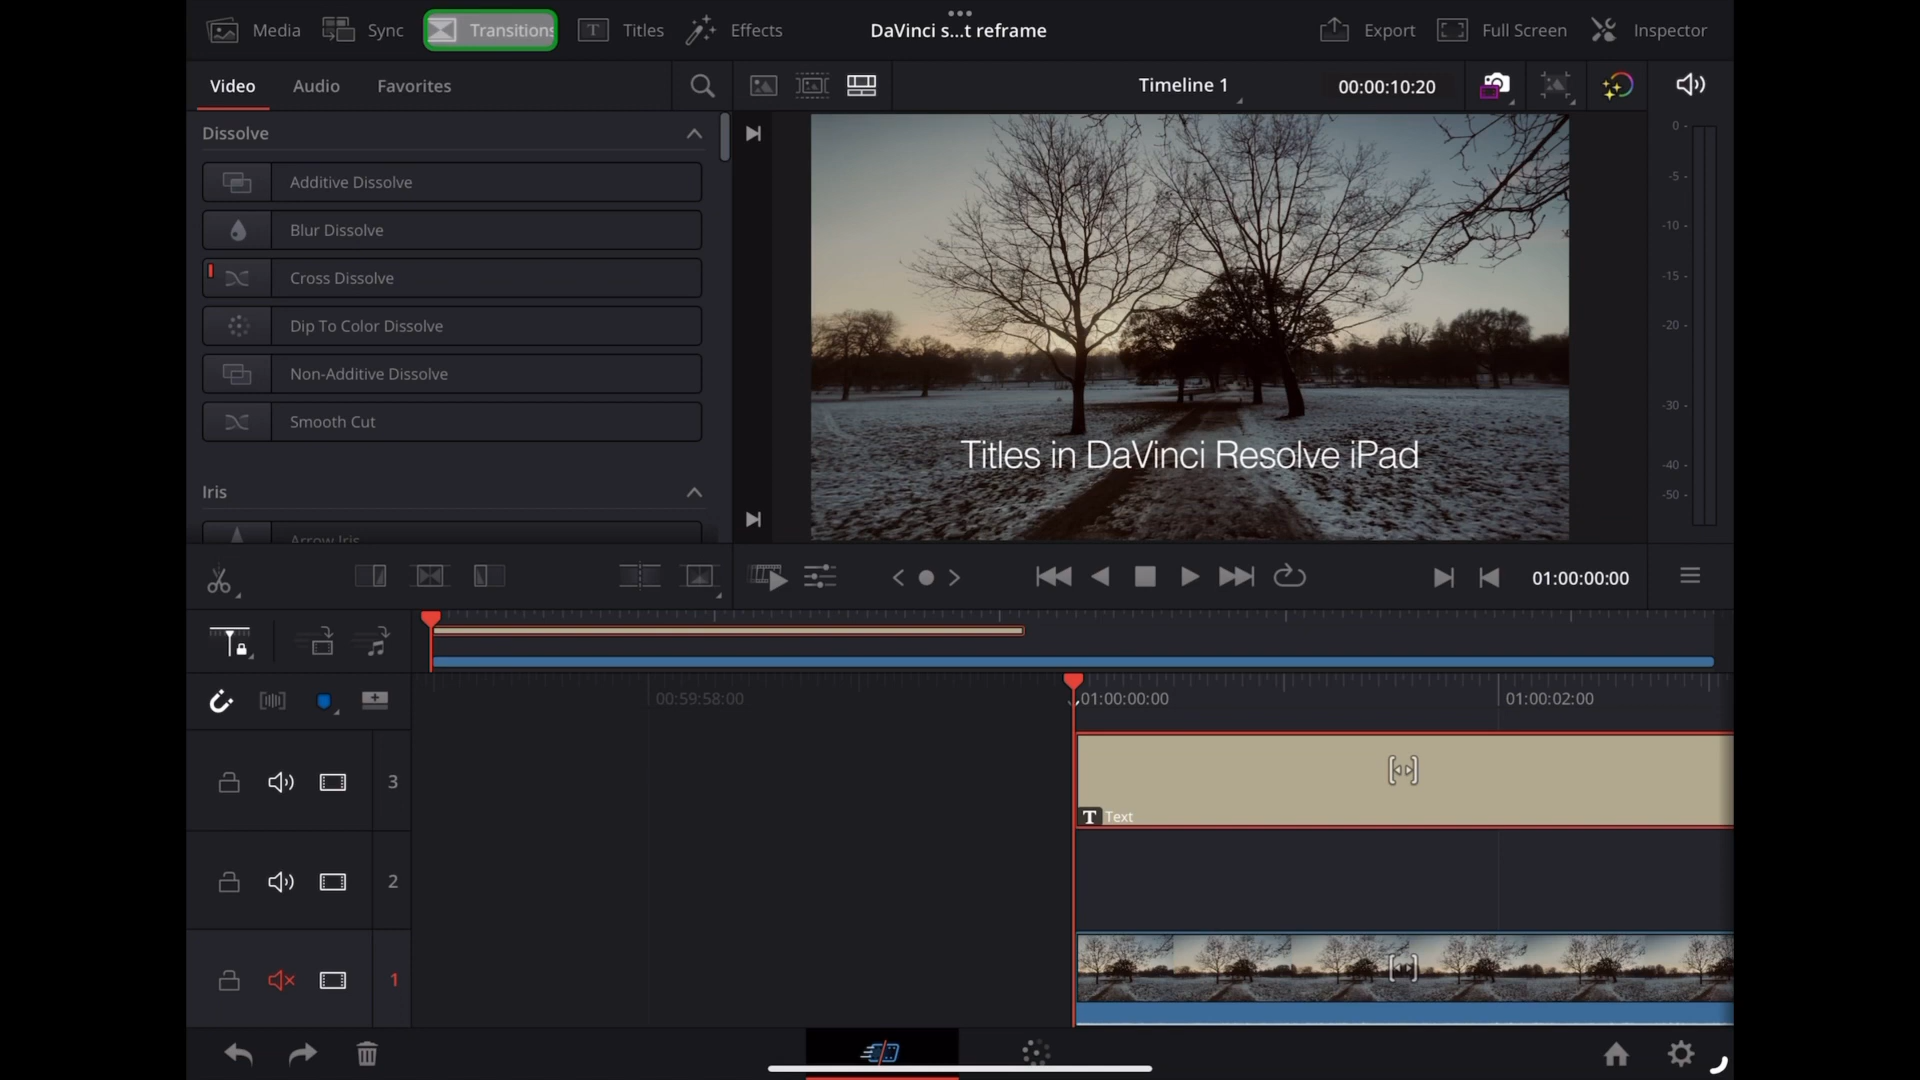 Media
Sync
Transitions
Titles
Effects
DaVinci s...t reframe
Export
Full Screen
Inspector
Video
Audio
Favorites
Timeline 1
00:00:10:20
Dissolve
Additive Dissolve
Blur Dissolve
Cross Dissolve
Dip To Color Dissolve
Non-Additive Dissolve
Smooth Cut
Iris
Arrow Iris
0
-5
-10
-15
-20
-30
-40
-50
Titles in DaVinci Resolve iPad
01:00:00:00
00:59:58:00
01:00:00:00
01:00:02:00
3
T Text
2
1